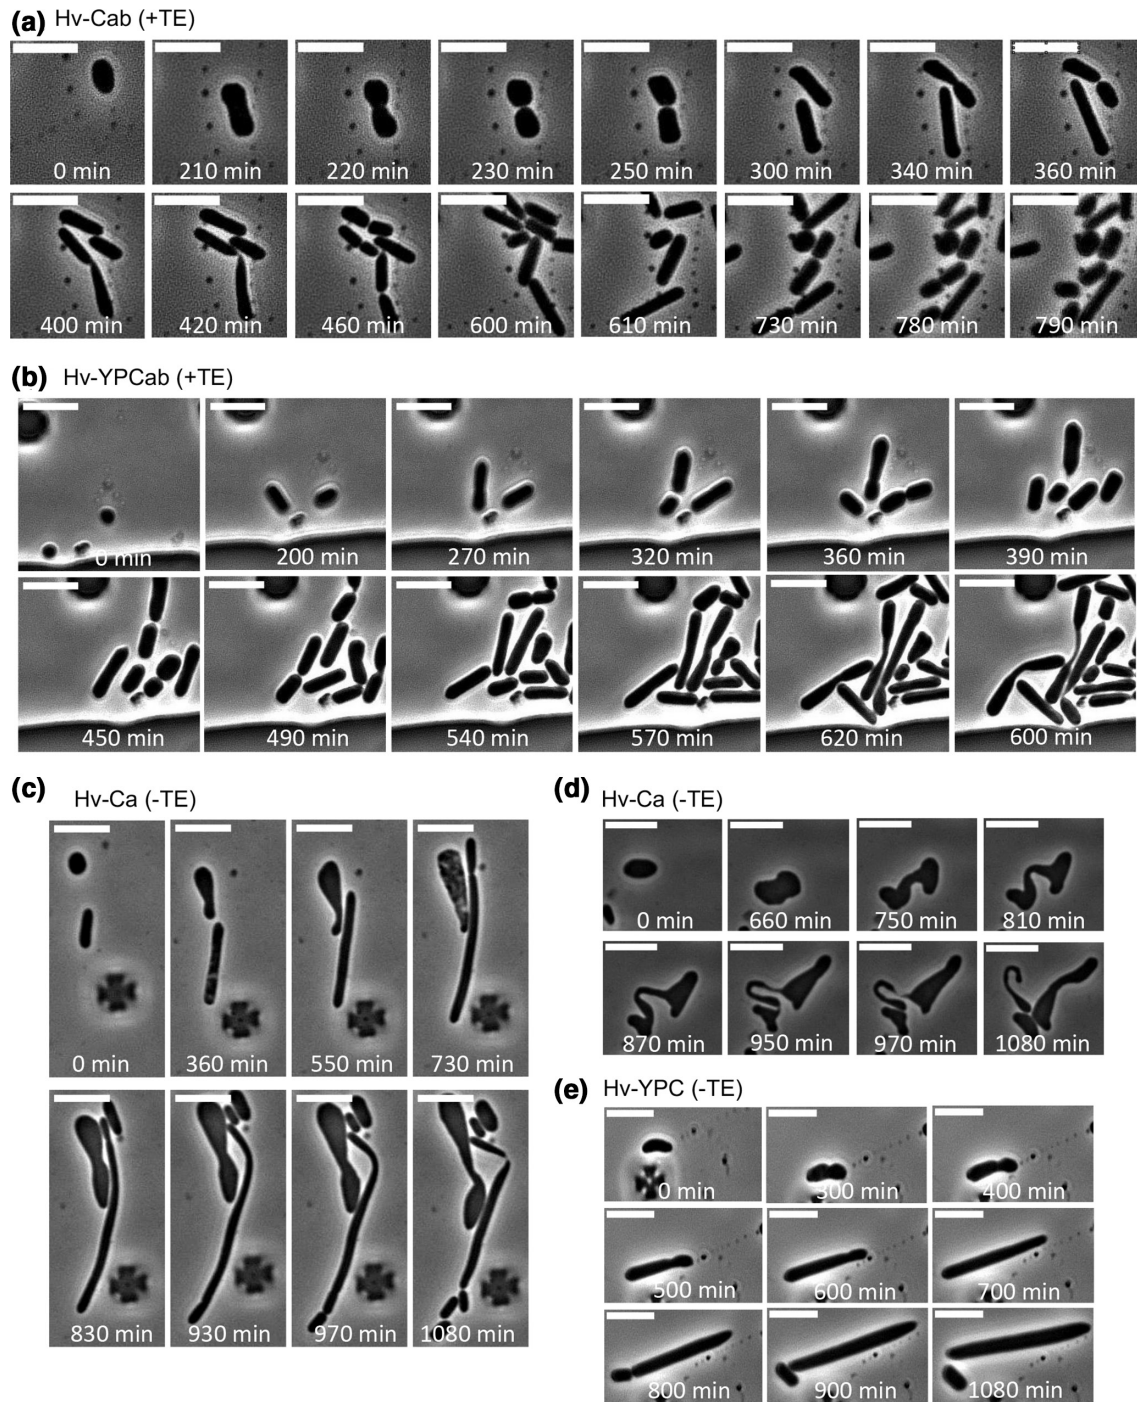 (a) Hv-Cab (+TE)
0 min 210 min 220 min 230 min 250 min 300 min 340 min 360 min
400 min 420 min 460 min 600 min 610 min 730 min 780 min 790 min
(b) Hv-YPCab (+TE)
0 min 200 min 270 min 320 min 360 min 390 min
450 min 490 min 540 min 570 min 620 min 600 min
(c) Hv-Ca (-TE)
0 min 360 min 550 min 730 min
830 min 930 min 970 min 1080 min
(d) Hv-Ca (-TE)
0 min 660 min 750 min 810 min
870 min 950 min 970 min 1080 min
(e) Hv-YPC (-TE)
0 min 300 min 400 min
500 min 600 min 700 min
800 min 900 min 1080 min